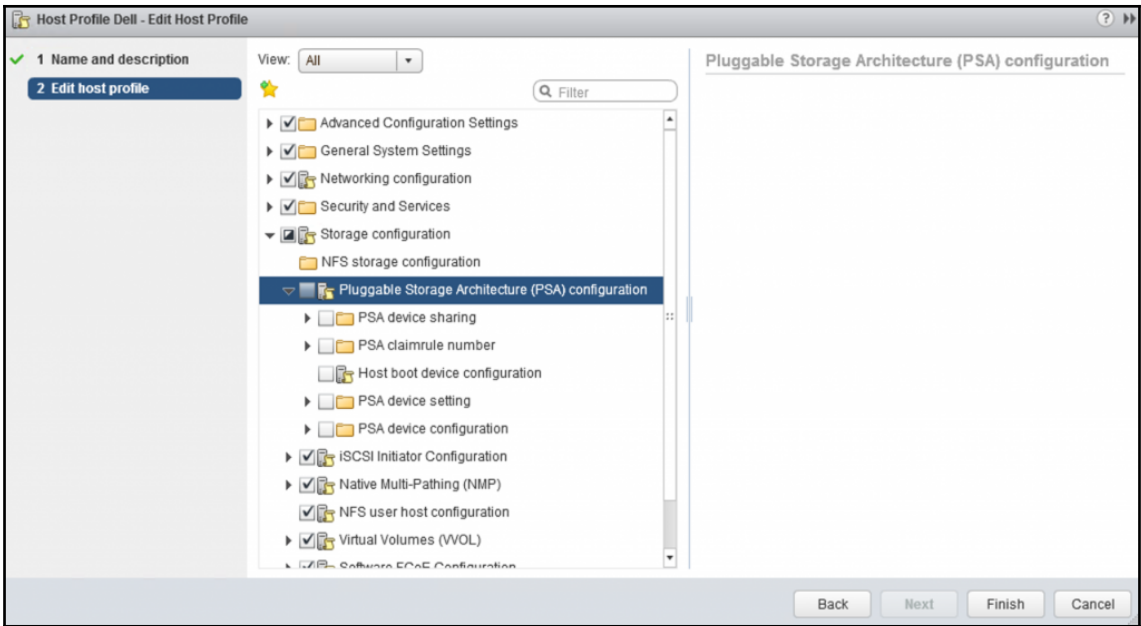 Host Profile Dell - Edit Host Profile
?
1 Name and description
2 Edit host profile
View: All
Filter
Advanced Configuration Settings
General System Settings
Networking configuration
Security and Services
Storage configuration
NFS storage configuration
Pluggable Storage Architecture (PSA) configuration
PSA device sharing
PSA claimrule number
Host boot device configuration
PSA device setting
PSA device configuration
iSCSI Initiator Configuration
Native Multi-Pathing (NMP)
NFS user host configuration
Virtual Volumes (VVOL)
Software FCoE Configuration
Pluggable Storage Architecture (PSA) configuration
Back Next Finish Cancel